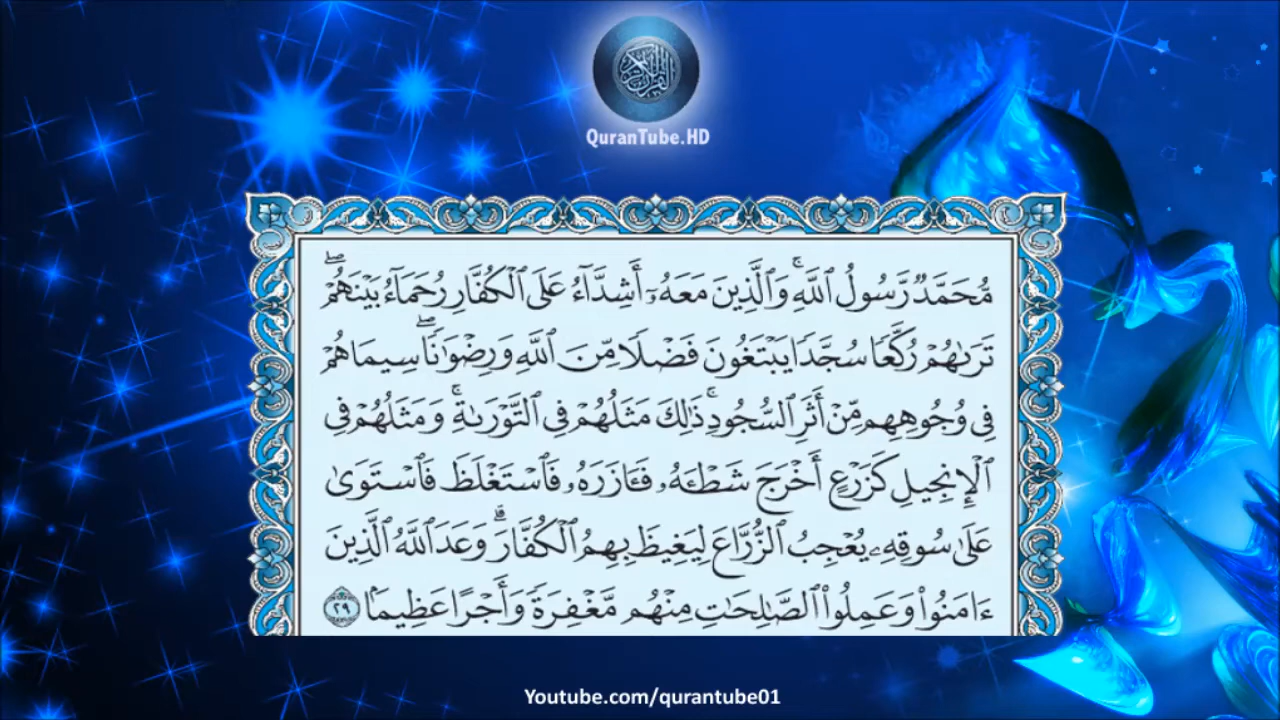 QuranTube.HD
مُّحَمَّدٌ رَّسُولُ ٱللَّهِ ۚ وَٱلَّذِينَ مَعَهُۥٓ أَشِدَّآءُ عَلَى ٱلْكُفَّارِ رُحَمَآءُ بَيْنَهُمْ ۖ
تَرَىٰهُمْ رُكَّعًا سُجَّدًا يَبْتَغُونَ فَضْلًا مِّنَ ٱللَّهِ وَرِضْوَٰنًا ۖ سِيمَاهُمْ
فِى وُجُوهِهِم مِّنْ أَثَرِ ٱلسُّجُودِ ۚ ذَٰلِكَ مَثَلُهُمْ فِى ٱلتَّوْرَىٰةِ ۚ وَمَثَلُهُمْ فِى
ٱلْإِنجِيلِ كَزَرْعٍ أَخْرَجَ شَطْـَٔهُۥ فَـَٔازَرَهُۥ فَٱسْتَغْلَظَ فَٱسْتَوَىٰ
عَلَىٰ سُوقِهِۦ يُعْجِبُ ٱلزُّرَّاعَ لِيَغِيظَ بِهِمُ ٱلْكُفَّارَ ۗ وَعَدَ ٱللَّهُ ٱلَّذِينَ
ءَامَنُوا۟ وَعَمِلُوا۟ ٱلصَّٰلِحَٰتِ مِنْهُم مَّغْفِرَةً وَأَجْرًا عَظِيمًۢا ٢٩
Youtube.com/qurantube01